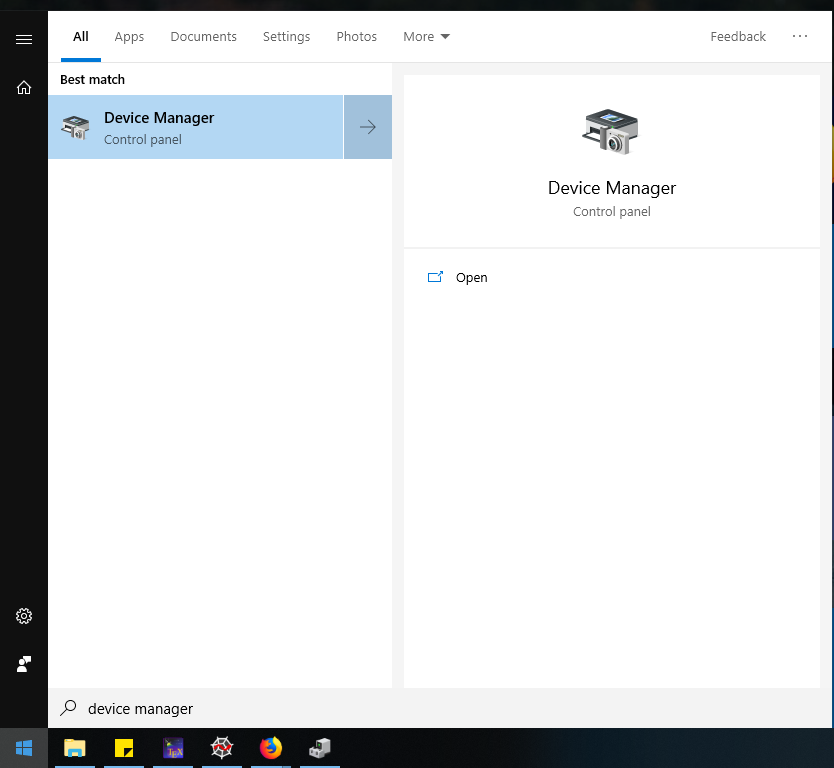 All Apps Documents Settings Photos More Feedback ...
Best match
Device Manager
Control panel
Device Manager
Control panel
Open
device manager
TEX